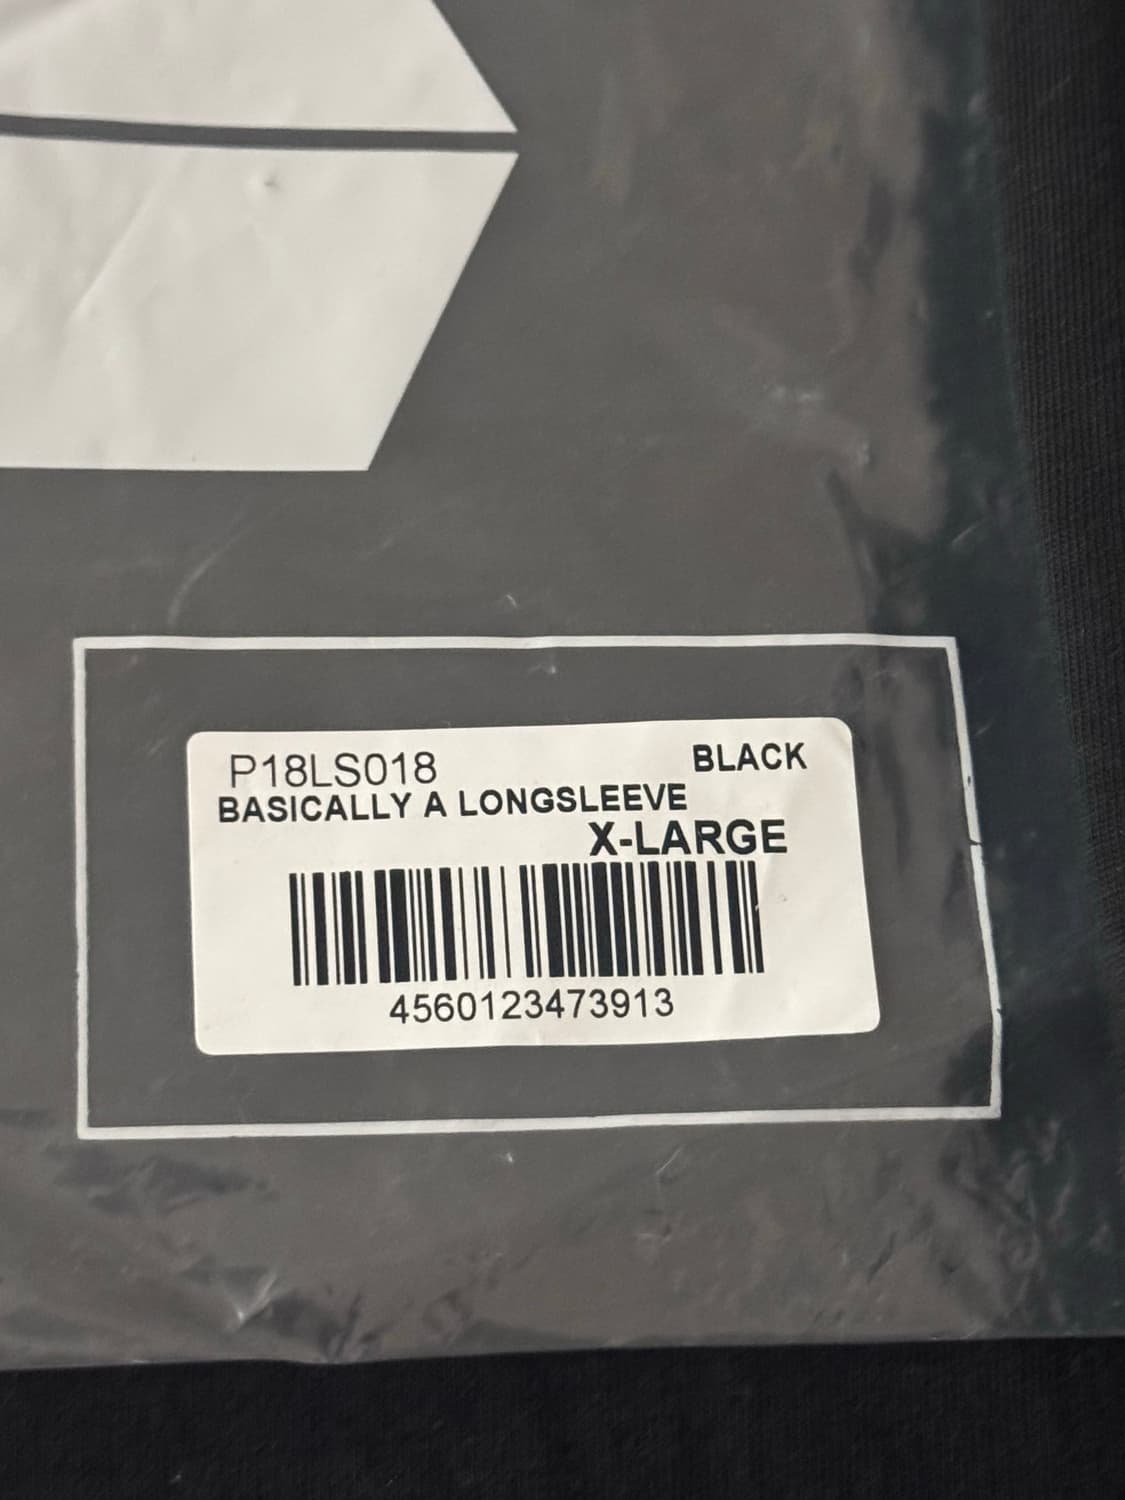 P18LS018 BLACK
BASICALLY A LONGSLEEVE
X-LARGE
4560123473913